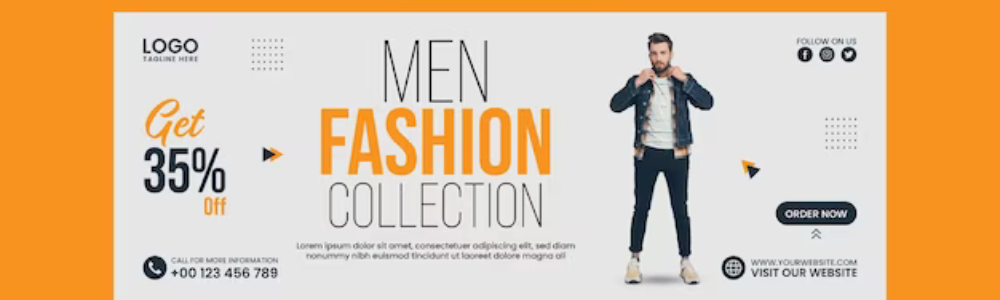 LOGO
TAGLINE HERE
Get
35%
Off
CALL FOR MORE INFORMATION
+00 123 456 789
MEN
FASHION
COLLECTION
Lorem ipsum dolor sit amet, consectetuer adipiscing elit, sed diam
nonummy nibh euismod tincidunt ut laoreet dolore magna ali
FOLLOW ON US
ORDER NOW
WWW.YOURWEBSITE.COM
VISIT OUR WEBSITE